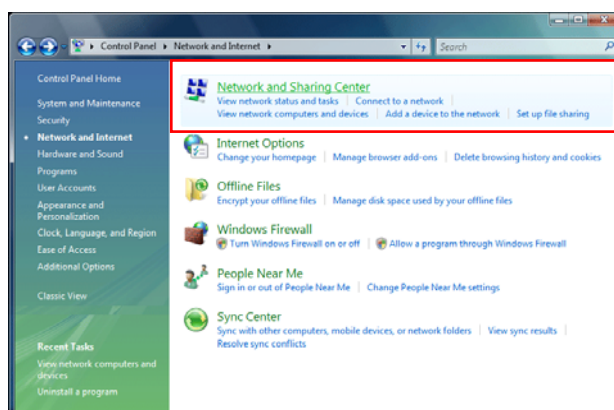 Control Panel ▸ Network and Internet ▸
Search
Control Panel Home
System and Maintenance
Security
Network and Internet
Hardware and Sound
Programs
User Accounts
Appearance and
Personalization
Clock, Language, and Region
Ease of Access
Additional Options
Classic View
Recent Tasks
View network computers and
devices
Uninstall a program
Network and Sharing Center
View network status and tasks | Connect to a network |
View network computers and devices | Add a device to the network | Set up file sharing
Internet Options
Change your homepage | Manage browser add-ons | Delete browsing history and cookies
Offline Files
Encrypt your offline files | Manage disk space used by your offline files
Windows Firewall
Turn Windows Firewall on or off | Allow a program through Windows Firewall
People Near Me
Sign in or out of People Near Me | Change People Near Me settings
Sync Center
Sync with other computers, mobile devices, or network folders | View sync results |
Resolve sync conflicts